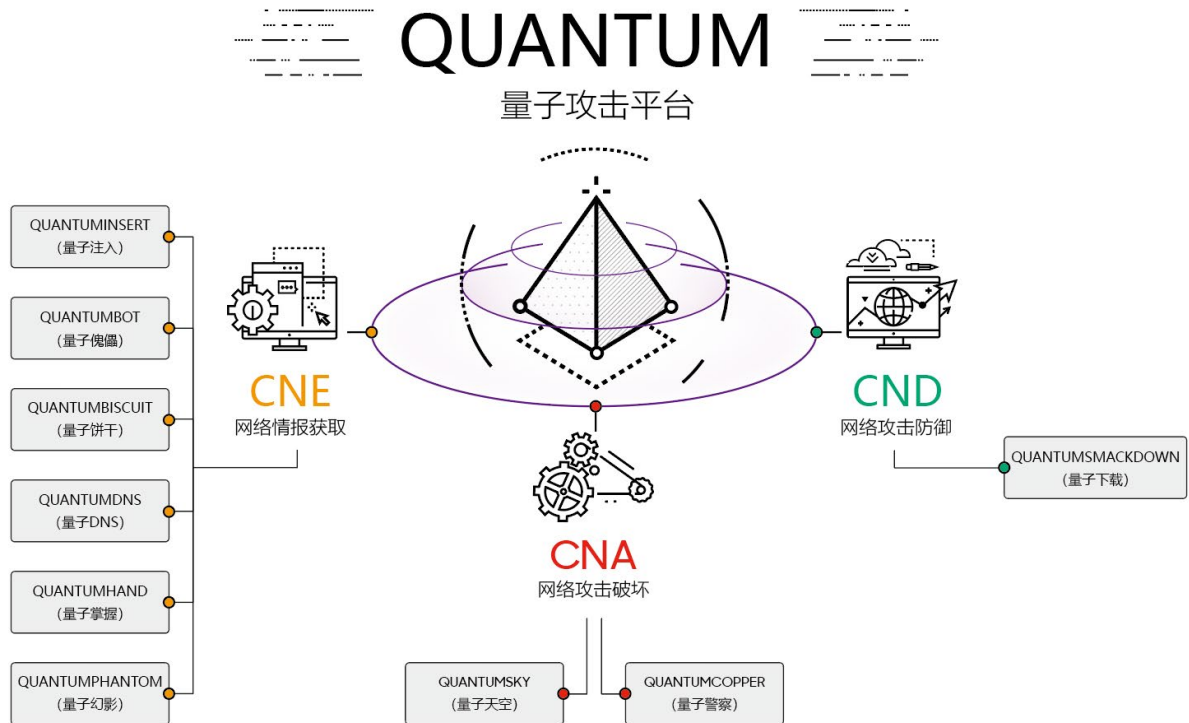 QUANTUM
量子攻击平台
QUANTUMINSERT
（量子注入）
QUANTUMBOT
（量子傀儡）
QUANTUMBISCUIT
（量子饼干）
QUANTUMDNS
（量子DNS）
QUANTUMHAND
（量子掌握）
QUANTUMPHANTOM
（量子幻影）
CNE
网络情报获取
CNA
网络攻击破坏
QUANTUMSKY
（量子天空）
QUANTUMCOPPER
（量子警察）
CND
网络攻击防御
QUANTUMSMACKDOWN
（量子下载）